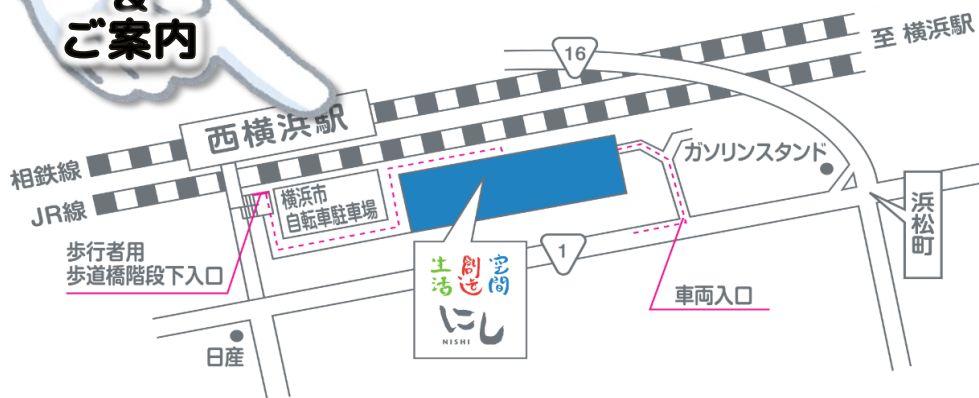 &
ご案内
至 横浜駅
16
西横浜駅
相鉄線
JR線
ガソリンスタンド
横浜市
自転車駐車場
浜松町
歩行者用
歩道橋階段下入口
1
生活
創造
空間
にし
NISHI
車両入口
日産